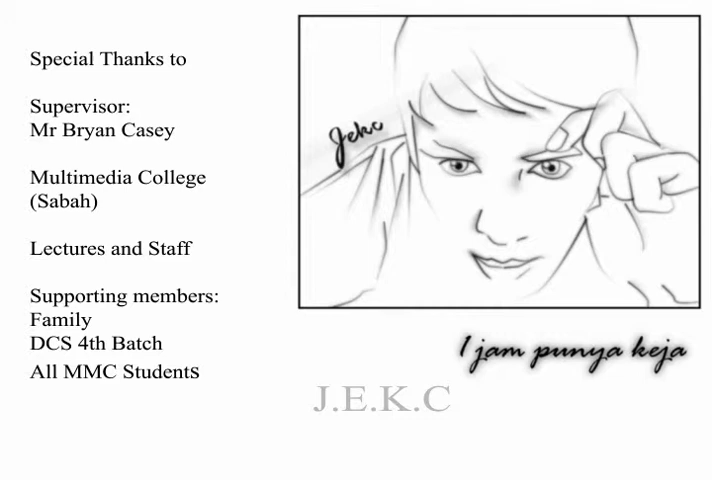 Special Thanks to
Supervisor:
Mr Bryan Casey
Multimedia College
(Sabah)
Lectures and Staff
Supporting members:
Family
DCS 4th Batch
All MMC Students
Jekc
1 jam punya keja
J.E.K.C